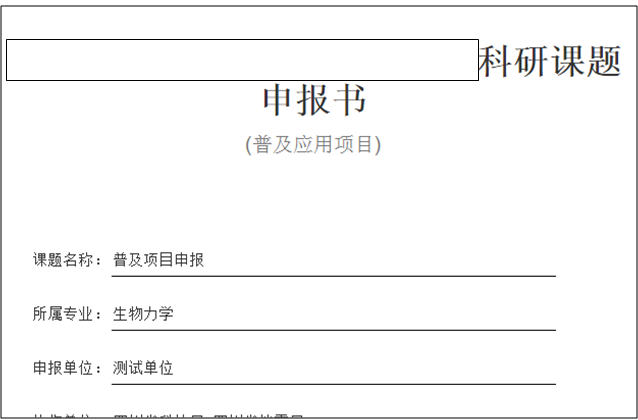 科研课题
申报书
(普及应用项目)
课题名称：普及项目申报
所属专业：生物力学
申报单位：测试单位